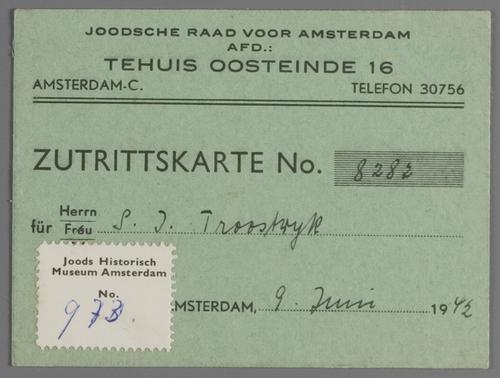 JOODSCHE RAAD VOOR AMSTERDAM
AFD.:
TEHUIS OOSTEINDE 16
AMSTERDAM-C. TELEFON 30756
ZUTRITTSKARTE No. 8282
für Herrn
Frau S. J. Troostwyk
Joods Historisch
Museum Amsterdam
No.
973.
AMSTERDAM, 9. Juni 1942